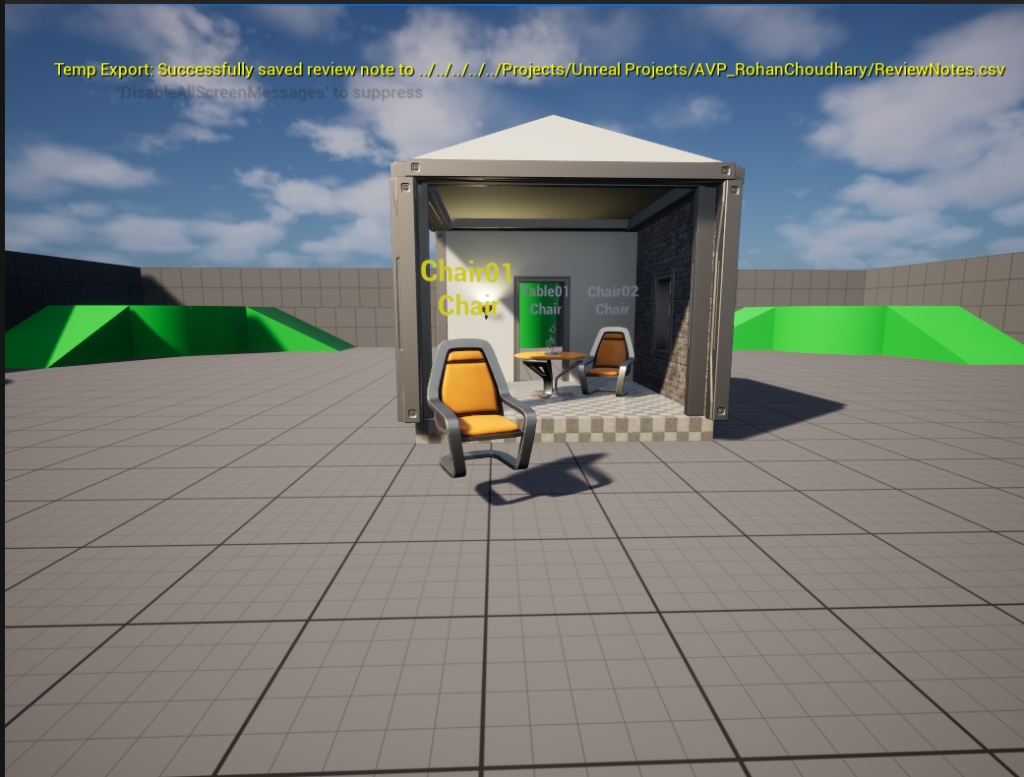 Temp Export: Successfully saved review note to ../../../../../Projects/Unreal Projects/AVP_RohanChoudhary/ReviewNotes.csv
'DisableAllScreenMessages' to suppress
Chair01
Chair
Table01
Chair
Chair02
Chair